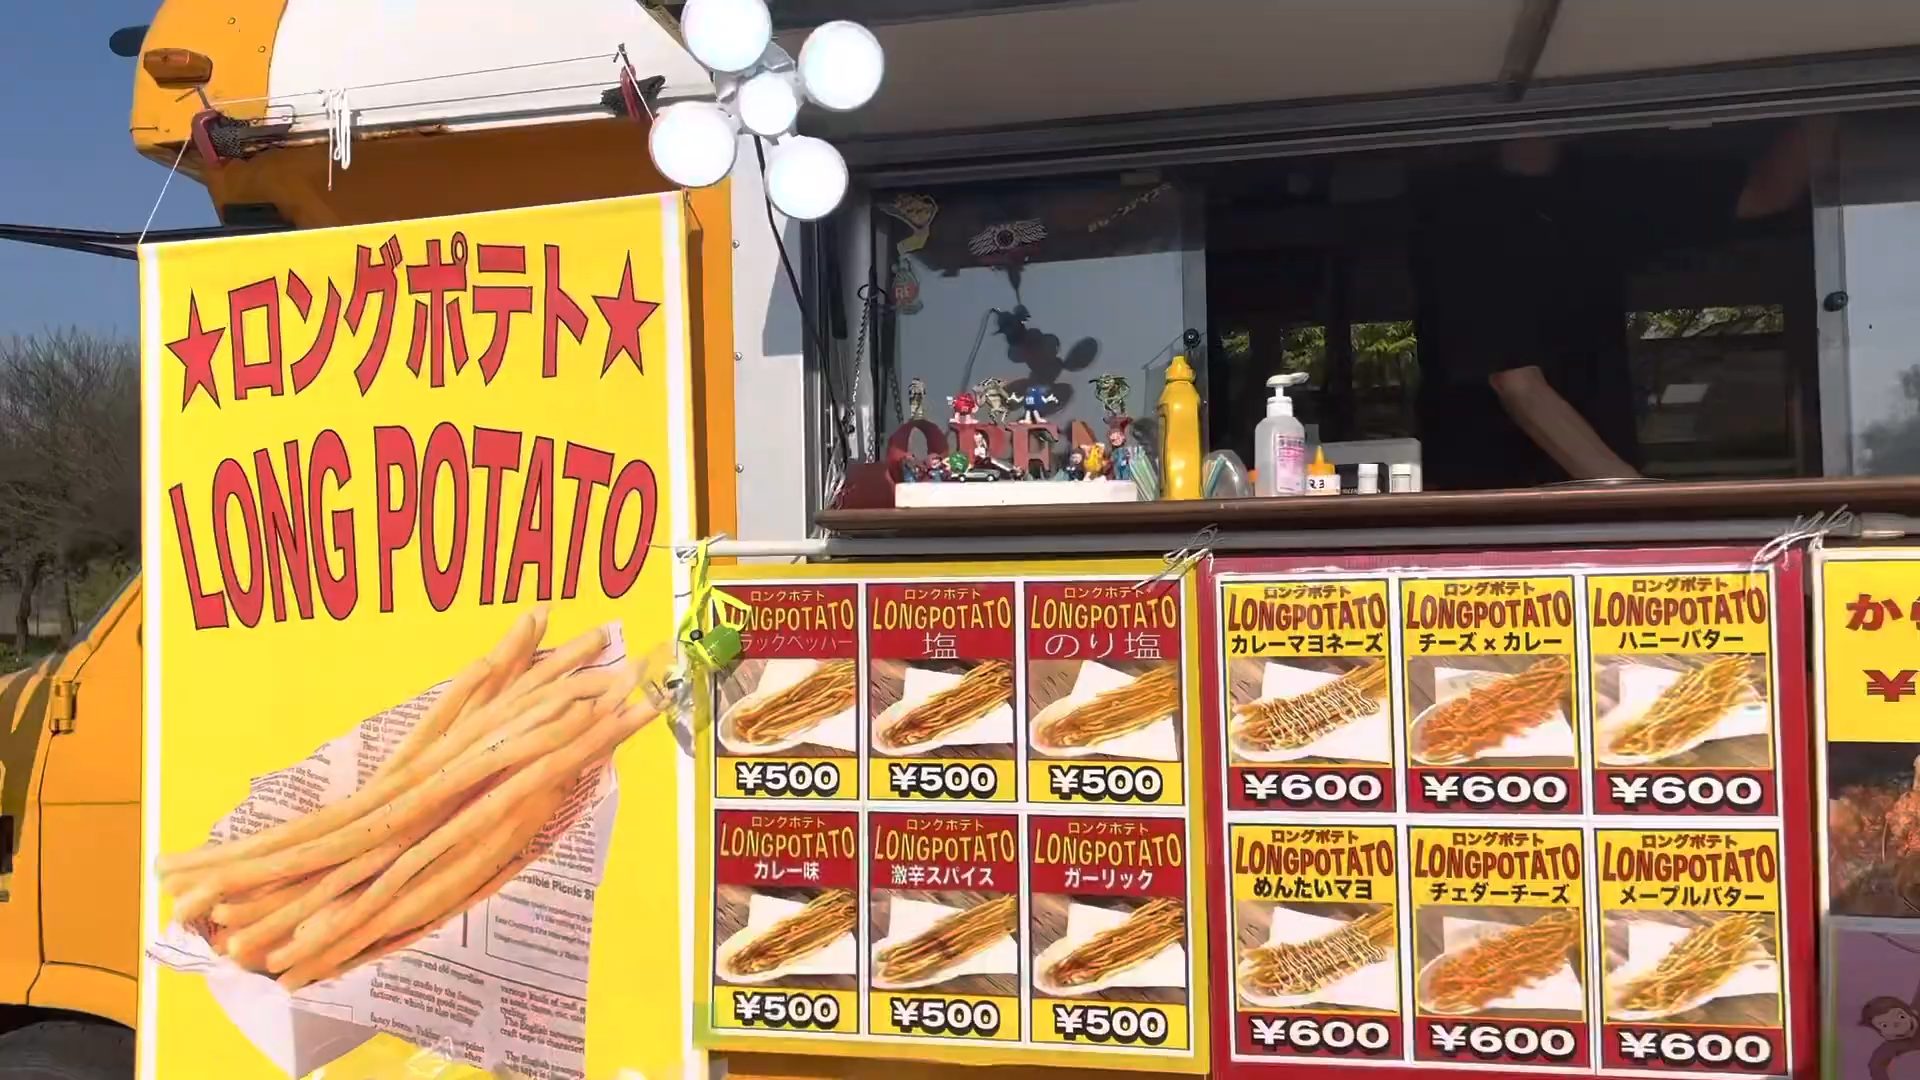 ★ロングポテト★
LONG POTATO
OPEN
ロングポテト
LONGPOTATO
ラックペッパー
¥500
ロングポテト
LONGPOTATO
塩
¥500
ロングポテト
LONGPOTATO
のり塩
¥500
ロングポテト
LONGPOTATO
カレー味
¥500
ロングポテト
LONGPOTATO
激辛スパイス
¥500
ロングポテト
LONGPOTATO
ガーリック
¥500
ロングポテト
LONGPOTATO
カレーマヨネーズ
¥600
ロングポテト
LONGPOTATO
チーズ×カレー
¥600
ロングポテト
LONGPOTATO
ハニーバター
¥600
ロングポテト
LONGPOTATO
めんたいマヨ
¥600
ロングポテト
LONGPOTATO
チェダーチーズ
¥600
ロングポテト
LONGPOTATO
メープルバター
¥600
か
¥